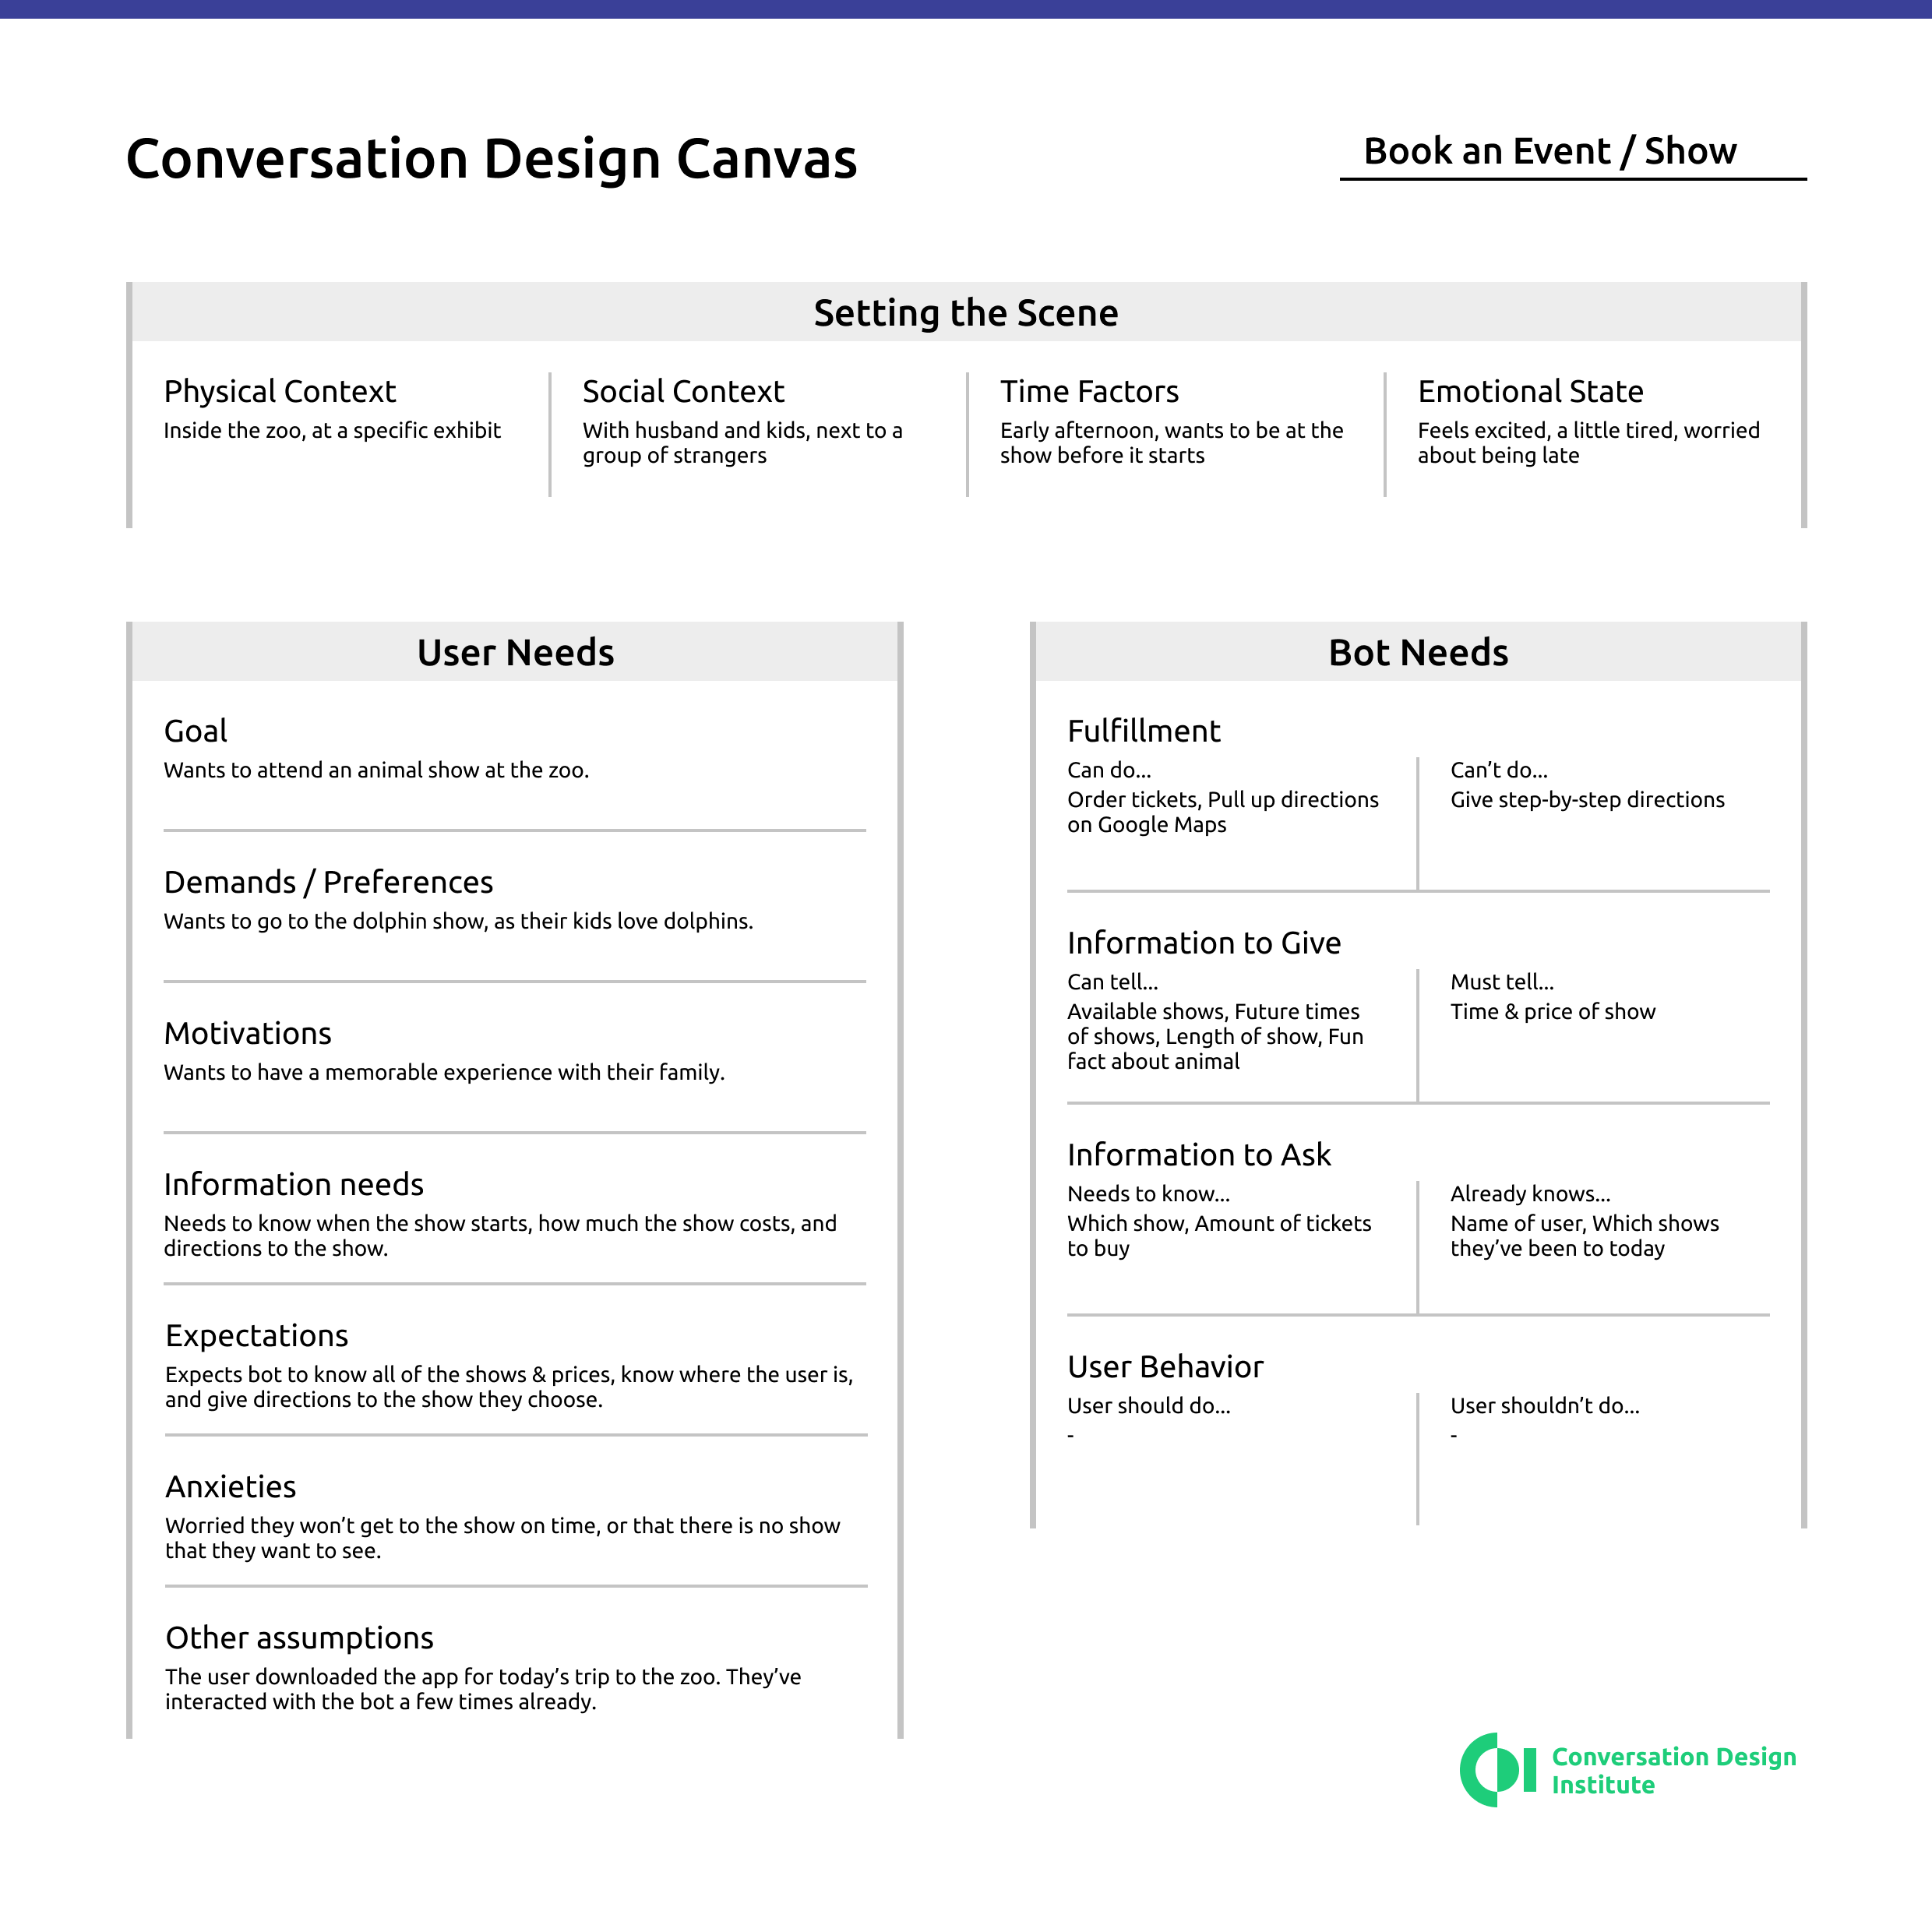 Conversation Design Canvas
Book an Event / Show
Setting the Scene
Physical Context
Inside the zoo, at a specific exhibit
Social Context
With husband and kids, next to a
group of strangers
Time Factors
Early afternoon, wants to be at the
show before it starts
Emotional State
Feels excited, a little tired, worried
about being late
User Needs
Goal
Wants to attend an animal show at the zoo.
Demands / Preferences
Wants to go to the dolphin show, as their kids love dolphins.
Motivations
Wants to have a memorable experience with their family.
Information needs
Needs to know when the show starts, how much the show costs, and
directions to the show.
Expectations
Expects bot to know all of the shows & prices, know where the user is,
and give directions to the show they choose.
Anxieties
Worried they won’t get to the show on time, or that there is no show
that they want to see.
Other assumptions
The user downloaded the app for today’s trip to the zoo. They’ve
interacted with the bot a few times already.
Bot Needs
Fulfillment
Can do...
Order tickets, Pull up directions
on Google Maps
Can’t do...
Give step-by-step directions
Information to Give
Can tell...
Available shows, Future times
of shows, Length of show, Fun
fact about animal
Must tell...
Time & price of show
Information to Ask
Needs to know...
Which show, Amount of tickets
to buy
Already knows...
Name of user, Which shows
they’ve been to today
User Behavior
User should do...
-
User shouldn’t do...
-
Conversation Design
Institute